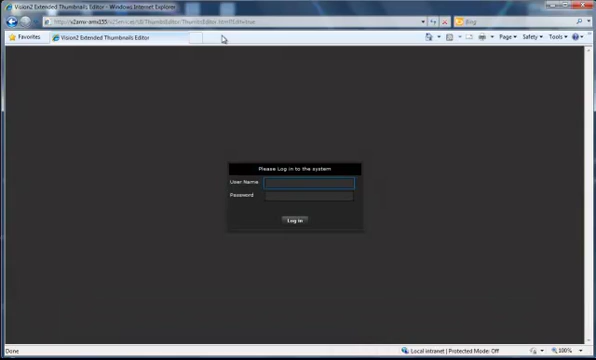 Vision2 Extended Thumbnails Editor - Windows Internet Explorer
Bing
Favorites
Vision2 Extended Thumbnails Editor
Page
Safety
Tools
Please Log in to the system
User Name
Password
Log in
Done
Local intranet | Protected Mode: Off
100%